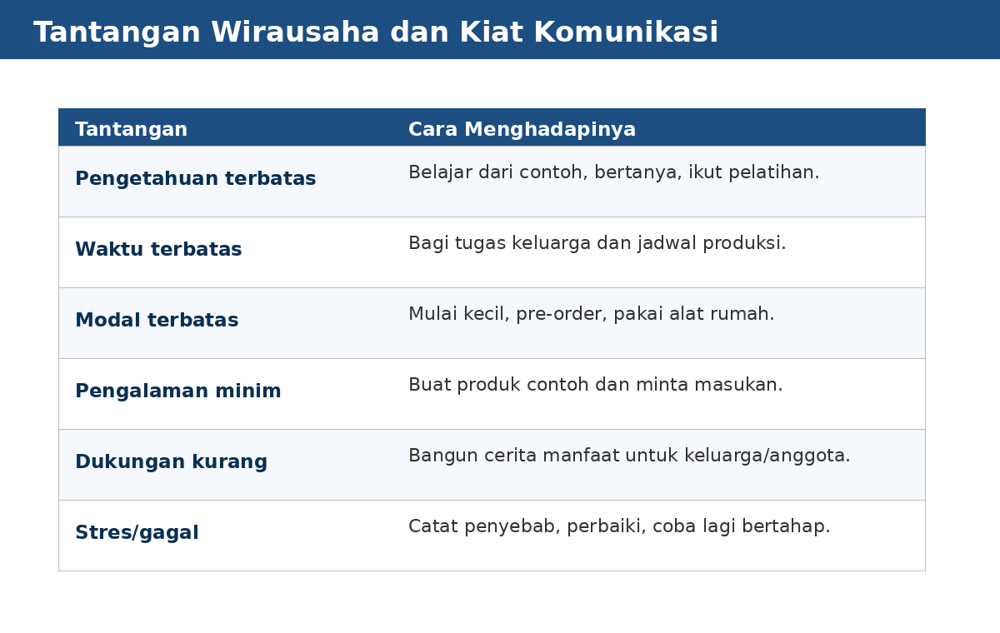 Tantangan Wirausaha dan Kiat Komunikasi
Tantangan Cara Menghadapinya
Pengetahuan terbatas Belajar dari contoh, bertanya, ikut pelatihan.
Waktu terbatas Bagi tugas keluarga dan jadwal produksi.
Modal terbatas Mulai kecil, pre-order, pakai alat rumah.
Pengalaman minim Buat produk contoh dan minta masukan.
Dukungan kurang Bangun cerita manfaat untuk keluarga/anggota.
Stres/gagal Catat penyebab, perbaiki, coba lagi bertahap.